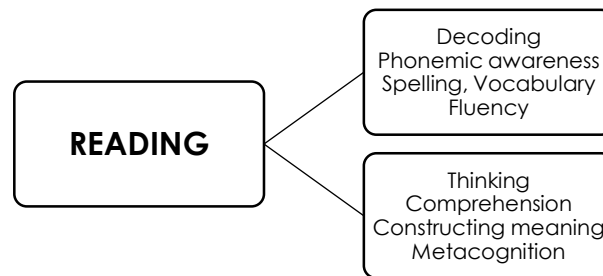 READING
Decoding
Phonemic awareness
Spelling, Vocabulary
Fluency
Thinking
Comprehension
Constructing meaning
Metacognition